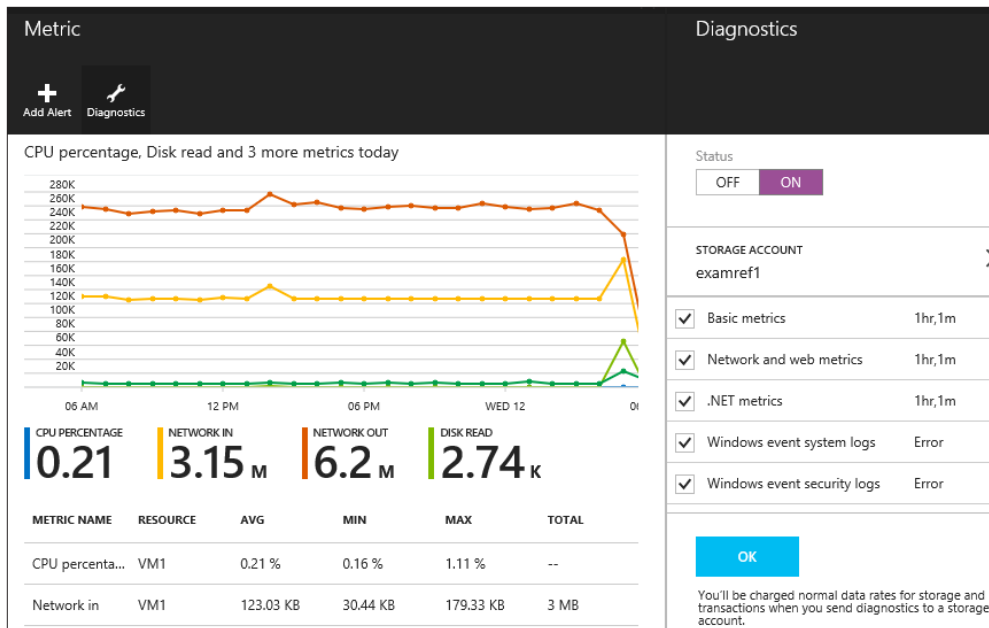 Metric
Diagnostics
Add Alert Diagnostics
CPU percentage, Disk read and 3 more metrics today
280K
260K
240K
220K
200K
180K
160K
140K
120K
100K
80K
60K
40K
20K
06 AM 12 PM 06 PM WED 12
CPU PERCENTAGE NETWORK IN NETWORK OUT DISK READ
0.21 3.15 M 6.2 M 2.74 K
METRIC NAME RESOURCE AVG MIN MAX TOTAL
CPU percenta... VM1 0.21 % 0.16 % 1.11 % --
Network in VM1 123.03 KB 30.44 KB 179.33 KB 3 MB
Status
OFF ON
STORAGE ACCOUNT
examref1
Basic metrics 1hr,1m
Network and web metrics 1hr,1m
.NET metrics 1hr,1m
Windows event system logs Error
Windows event security logs Error
OK
You'll be charged normal data rates for storage and
transactions when you send diagnostics to a storage
account.